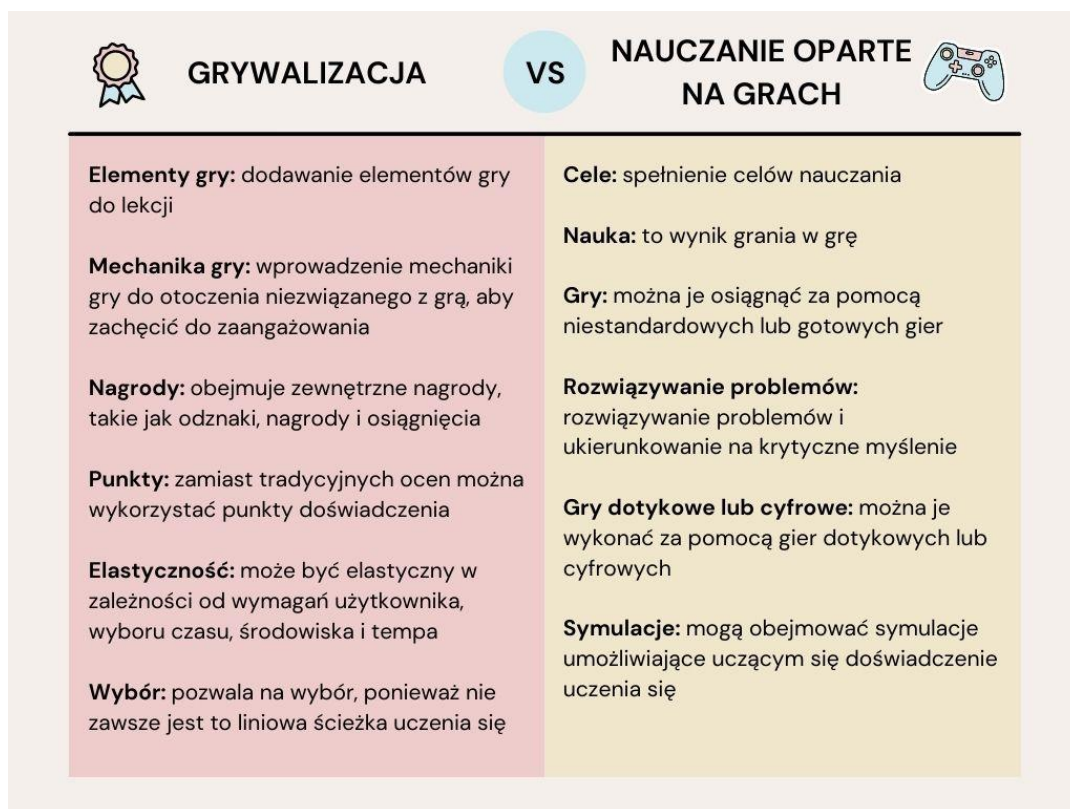 GRYWALIZACJA
VS
NAUCZANIE OPARTE
NA GRACH
Elementy gry: dodawanie elementów gry
do lekcji
Mechanika gry: wprowadzenie mechaniki
gry do otoczenia niezwiązanego z grą, aby
zachęcić do zaangażowania
Nagrody: obejmuje zewnętrzne nagrody,
takie jak odznaki, nagrody i osiągnięcia
Punkty: zamiast tradycyjnych ocen można
wykorzystać punkty doświadczenia
Elastyczność: może być elastyczny w
zależności od wymagań użytkownika,
wyboru czasu, środowiska i tempa
Wybór: pozwala na wybór, ponieważ nie
zawsze jest to liniowa ścieżka uczenia się
Cele: spełnienie celów nauczania
Nauka: to wynik grania w grę
Gry: można je osiągnąć za pomocą
niestandardowych lub gotowych gier
Rozwiązywanie problemów:
rozwiązywanie problemów i
ukierunkowanie na krytyczne myślenie
Gry dotykowe lub cyfrowe: można je
wykonać za pomocą gier dotykowych lub
cyfrowych
Symulacje: mogą obejmować symulacje
umożliwiające uczącym się doświadczenie
uczenia się